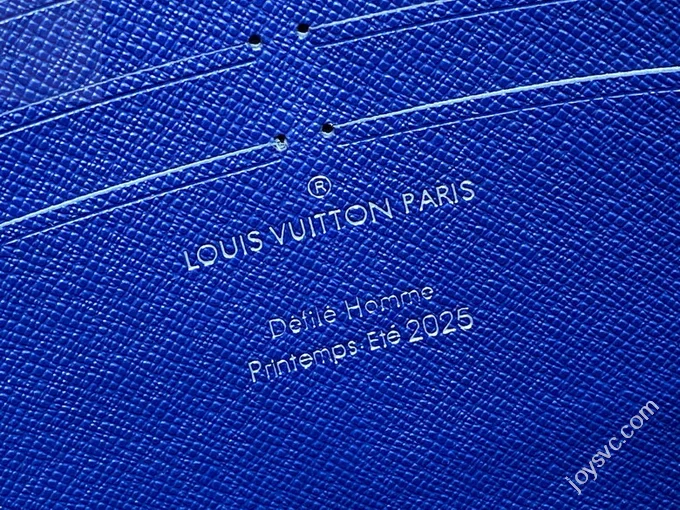 ®
LOUIS VUITTON PARIS
Défilé Homme
Printemps-Eté 2025
joysvc.com